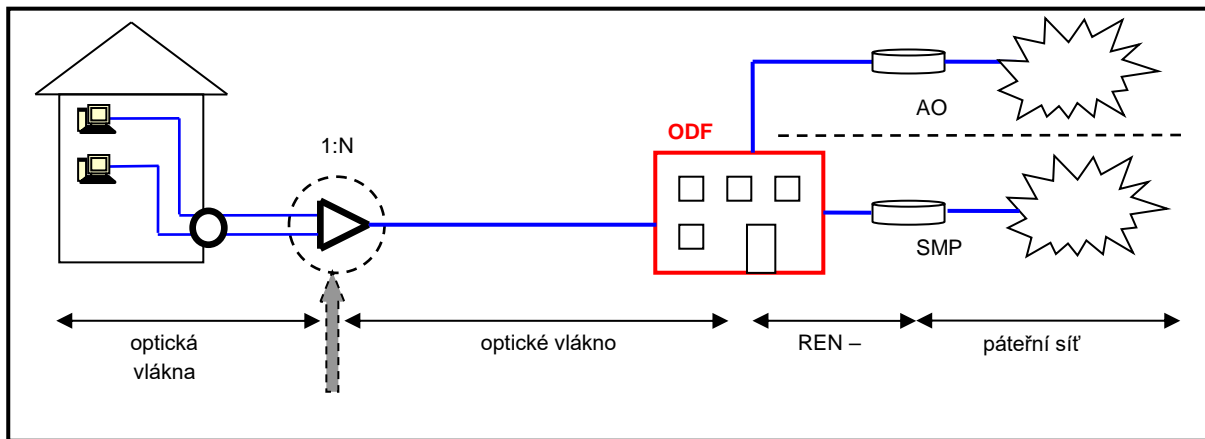 AO
ODF
1:N
SMP
optická
vlákna
optické vlákno
REN –
páteřní síť